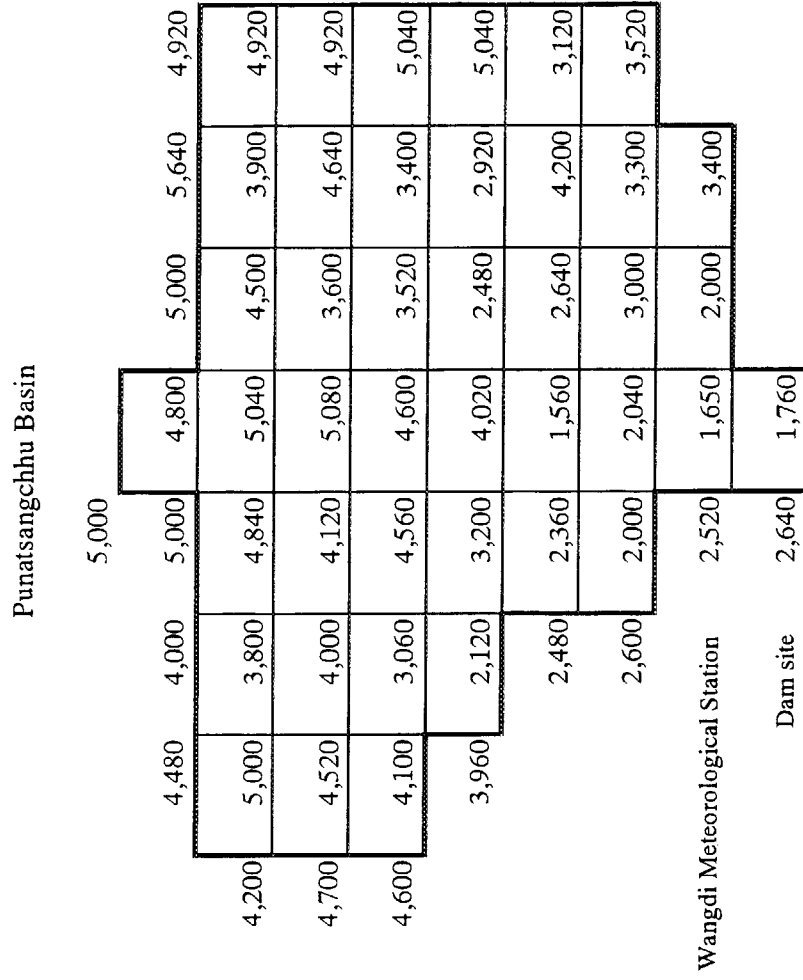 Punatsangchhu Basin
5,000
4,480 4,000 5,000 4,800 5,000 5,640 4,920
4,200 5,000 3,800 4,840 5,040 4,500 3,900 4,920
4,700 4,520 4,000 4,120 5,080 3,600 4,640 4,920
4,600 4,100 3,060 4,560 4,600 3,520 3,400 5,040
3,960 2,120 3,200 4,020 2,480 2,920 5,040
2,480 2,360 1,560 2,640 4,200 3,120
2,600 2,000 2,040 3,000 3,300 3,520
Wangdi Meteorological Station 2,520 1,650 2,000 3,400
Dam site 2,640 1,760